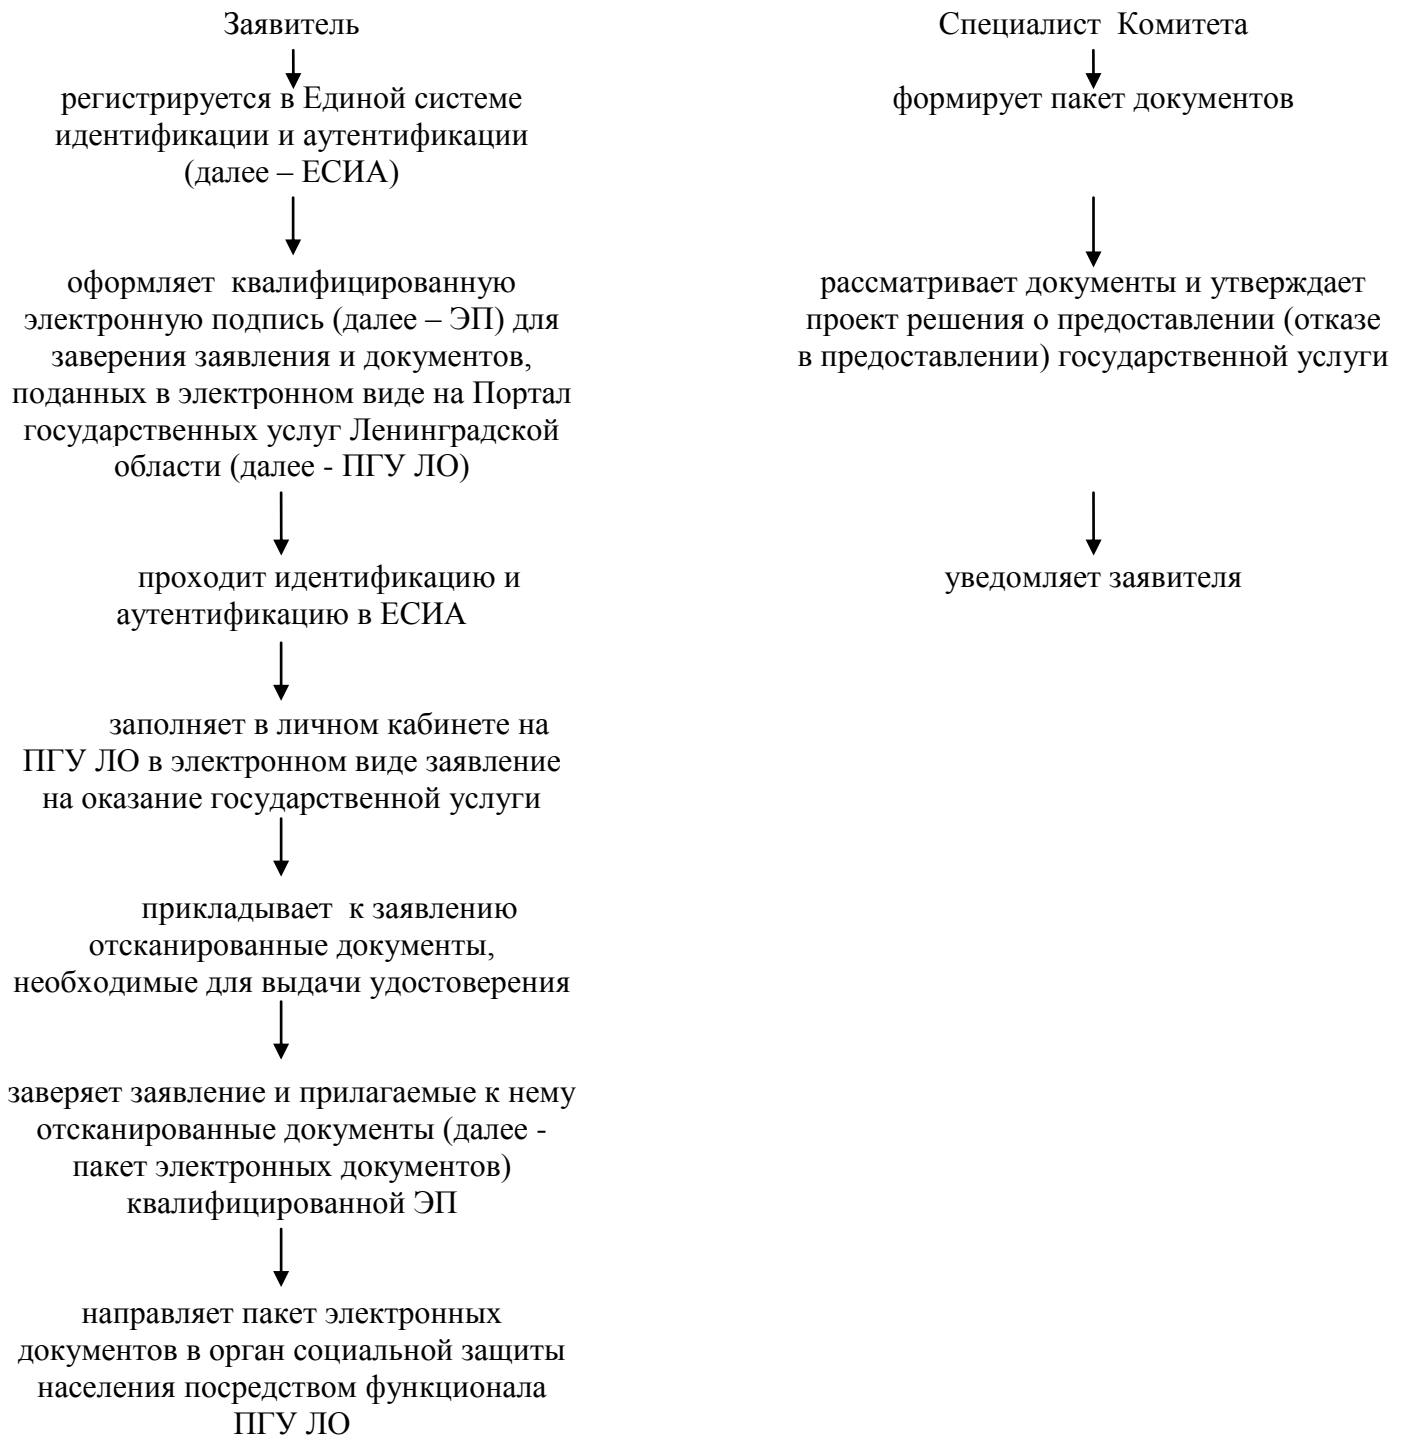 Заявитель
регистрируется в Единой системе
идентификации и аутентификации
(далее – ЕСИА)
оформляет квалифицированную
электронную подпись (далее – ЭП) для
заверения заявления и документов,
поданных в электронном виде на Портал
государственных услуг Ленинградской
области (далее - ПГУ ЛО)
проходит идентификацию и
аутентификацию в ЕСИА
заполняет в личном кабинете на
ПГУ ЛО в электронном виде заявление
на оказание государственной услуги
прикладывает к заявлению
отсканированные документы,
необходимые для выдачи удостоверения
заверяет заявление и прилагаемые к нему
отсканированные документы (далее -
пакет электронных документов)
квалифицированной ЭП
направляет пакет электронных
документов в орган социальной защиты
населения посредством функционала
ПГУ ЛО
Специалист Комитета
формирует пакет документов
рассматривает документы и утверждает
проект решения о предоставлении (отказе
в предоставлении) государственной услуги
уведомляет заявителя